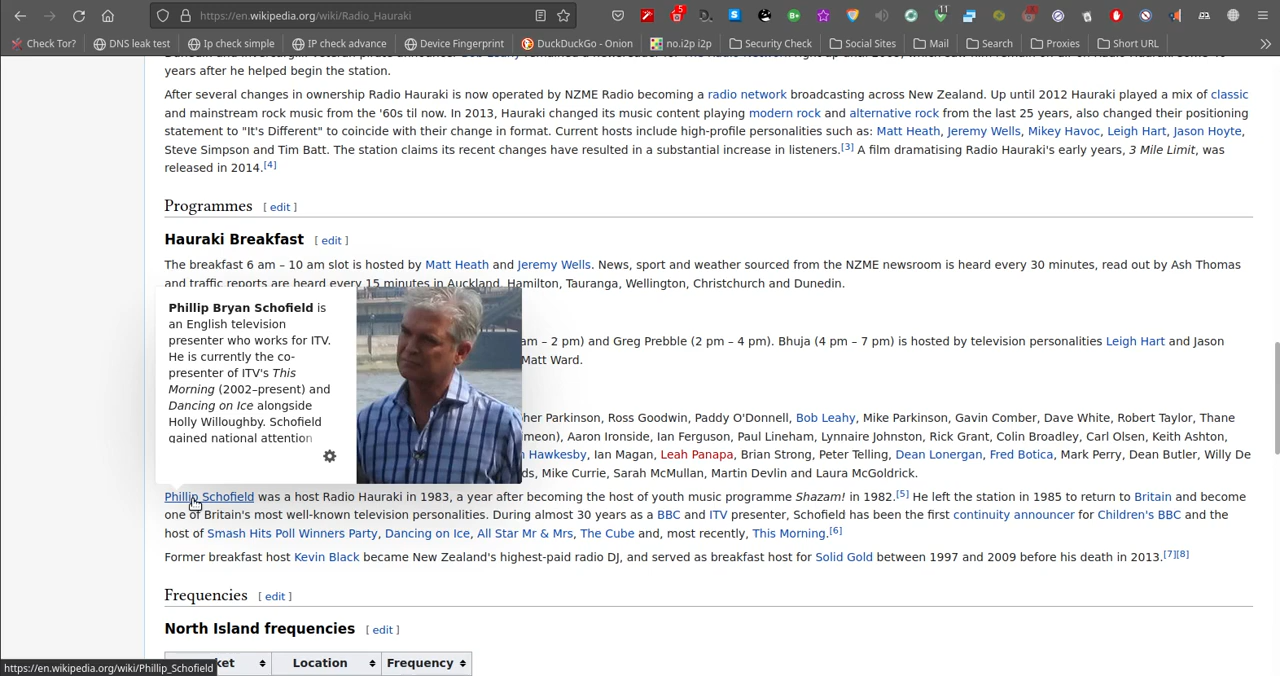 https://en.wikipedia.org/wiki/Radio_Hauraki
5
11
Check Tor?
DNS leak test
Ip check simple
IP check advance
Device Fingerprint
DuckDuckGo - Onion
no.i2p i2p
Security Check
Social Sites
Mail
Search
Proxies
Short URL
years after he helped begin the station.
After several changes in ownership Radio Hauraki is now operated by NZME Radio becoming a radio network broadcasting across New Zealand. Up until 2012 Hauraki played a mix of classic
and mainstream rock music from the '60s til now. In 2013, Hauraki changed its music content playing modern rock and alternative rock from the last 25 years, also changed their positioning
statement to "It's Different" to coincide with their change in format. Current hosts include high-profile personalities such as: Matt Heath, Jeremy Wells, Mikey Havoc, Leigh Hart, Jason Hoyte,
Steve Simpson and Tim Batt. The station claims its recent changes have resulted in a substantial increase in listeners.[3] A film dramatising Radio Hauraki's early years, 3 Mile Limit, was
released in 2014.[4]
Programmes [ edit ]
Hauraki Breakfast [ edit ]
The breakfast 6 am – 10 am slot is hosted by Matt Heath and Jeremy Wells. News, sport and weather sourced from the NZME newsroom is heard every 30 minutes, read out by Ash Thomas
and traffic reports are heard every 15 minutes in Auckland, Hamilton, Tauranga, Wellington, Christchurch and Dunedin.
Phillip Bryan Schofield is
an English television
presenter who works for ITV.
He is currently the co-
presenter of ITV's This
Morning (2002–present) and
Dancing on Ice alongside
Holly Willoughby. Schofield
gained national attention
am – 2 pm) and Greg Prebble (2 pm – 4 pm). Bhuja (4 pm – 7 pm) is hosted by television personalities Leigh Hart and Jason
Matt Ward.
her Parkinson, Ross Goodwin, Paddy O'Donnell, Bob Leahy, Mike Parkinson, Gavin Comber, Dave White, Robert Taylor, Thane
meon), Aaron Ironside, Ian Ferguson, Paul Lineham, Lynnaire Johnston, Rick Grant, Colin Broadley, Carl Olsen, Keith Ashton,
n Hawkesby, Ian Magan, Leah Panapa, Brian Strong, Peter Telling, Dean Lonergan, Fred Botica, Mark Perry, Dean Butler, Willy De
ds, Mike Currie, Sarah McMullan, Martin Devlin and Laura McGoldrick.
Phillip Schofield was a host Radio Hauraki in 1983, a year after becoming the host of youth music programme Shazam! in 1982.[5] He left the station in 1985 to return to Britain and become
one of Britain's most well-known television personalities. During almost 30 years as a BBC and ITV presenter, Schofield has been the first continuity announcer for Children's BBC and the
host of Smash Hits Poll Winners Party, Dancing on Ice, All Star Mr & Mrs, The Cube and, most recently, This Morning.[6]
Former breakfast host Kevin Black became New Zealand's highest-paid radio DJ, and served as breakfast host for Solid Gold between 1997 and 2009 before his death in 2013.[7][8]
Frequencies [ edit ]
North Island frequencies [ edit ]
ket Location Frequency
https://en.wikipedia.org/wiki/Phillip_Schofield